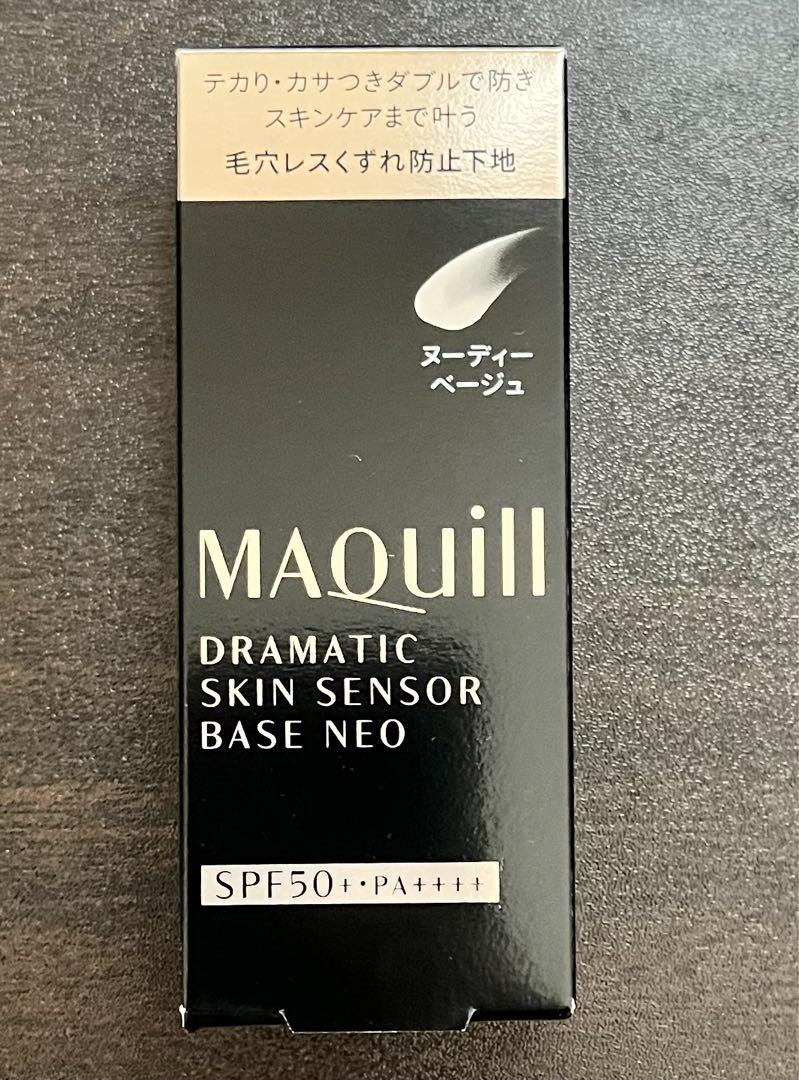 テカり・カサつきダブルで防ぎ
スキンケアまで叶う
毛穴レスくずれ防止下地
ヌーディー
ベージュ
MAQuill
DRAMATIC
SKIN SENSOR
BASE NEO
SPF50+・PA++++